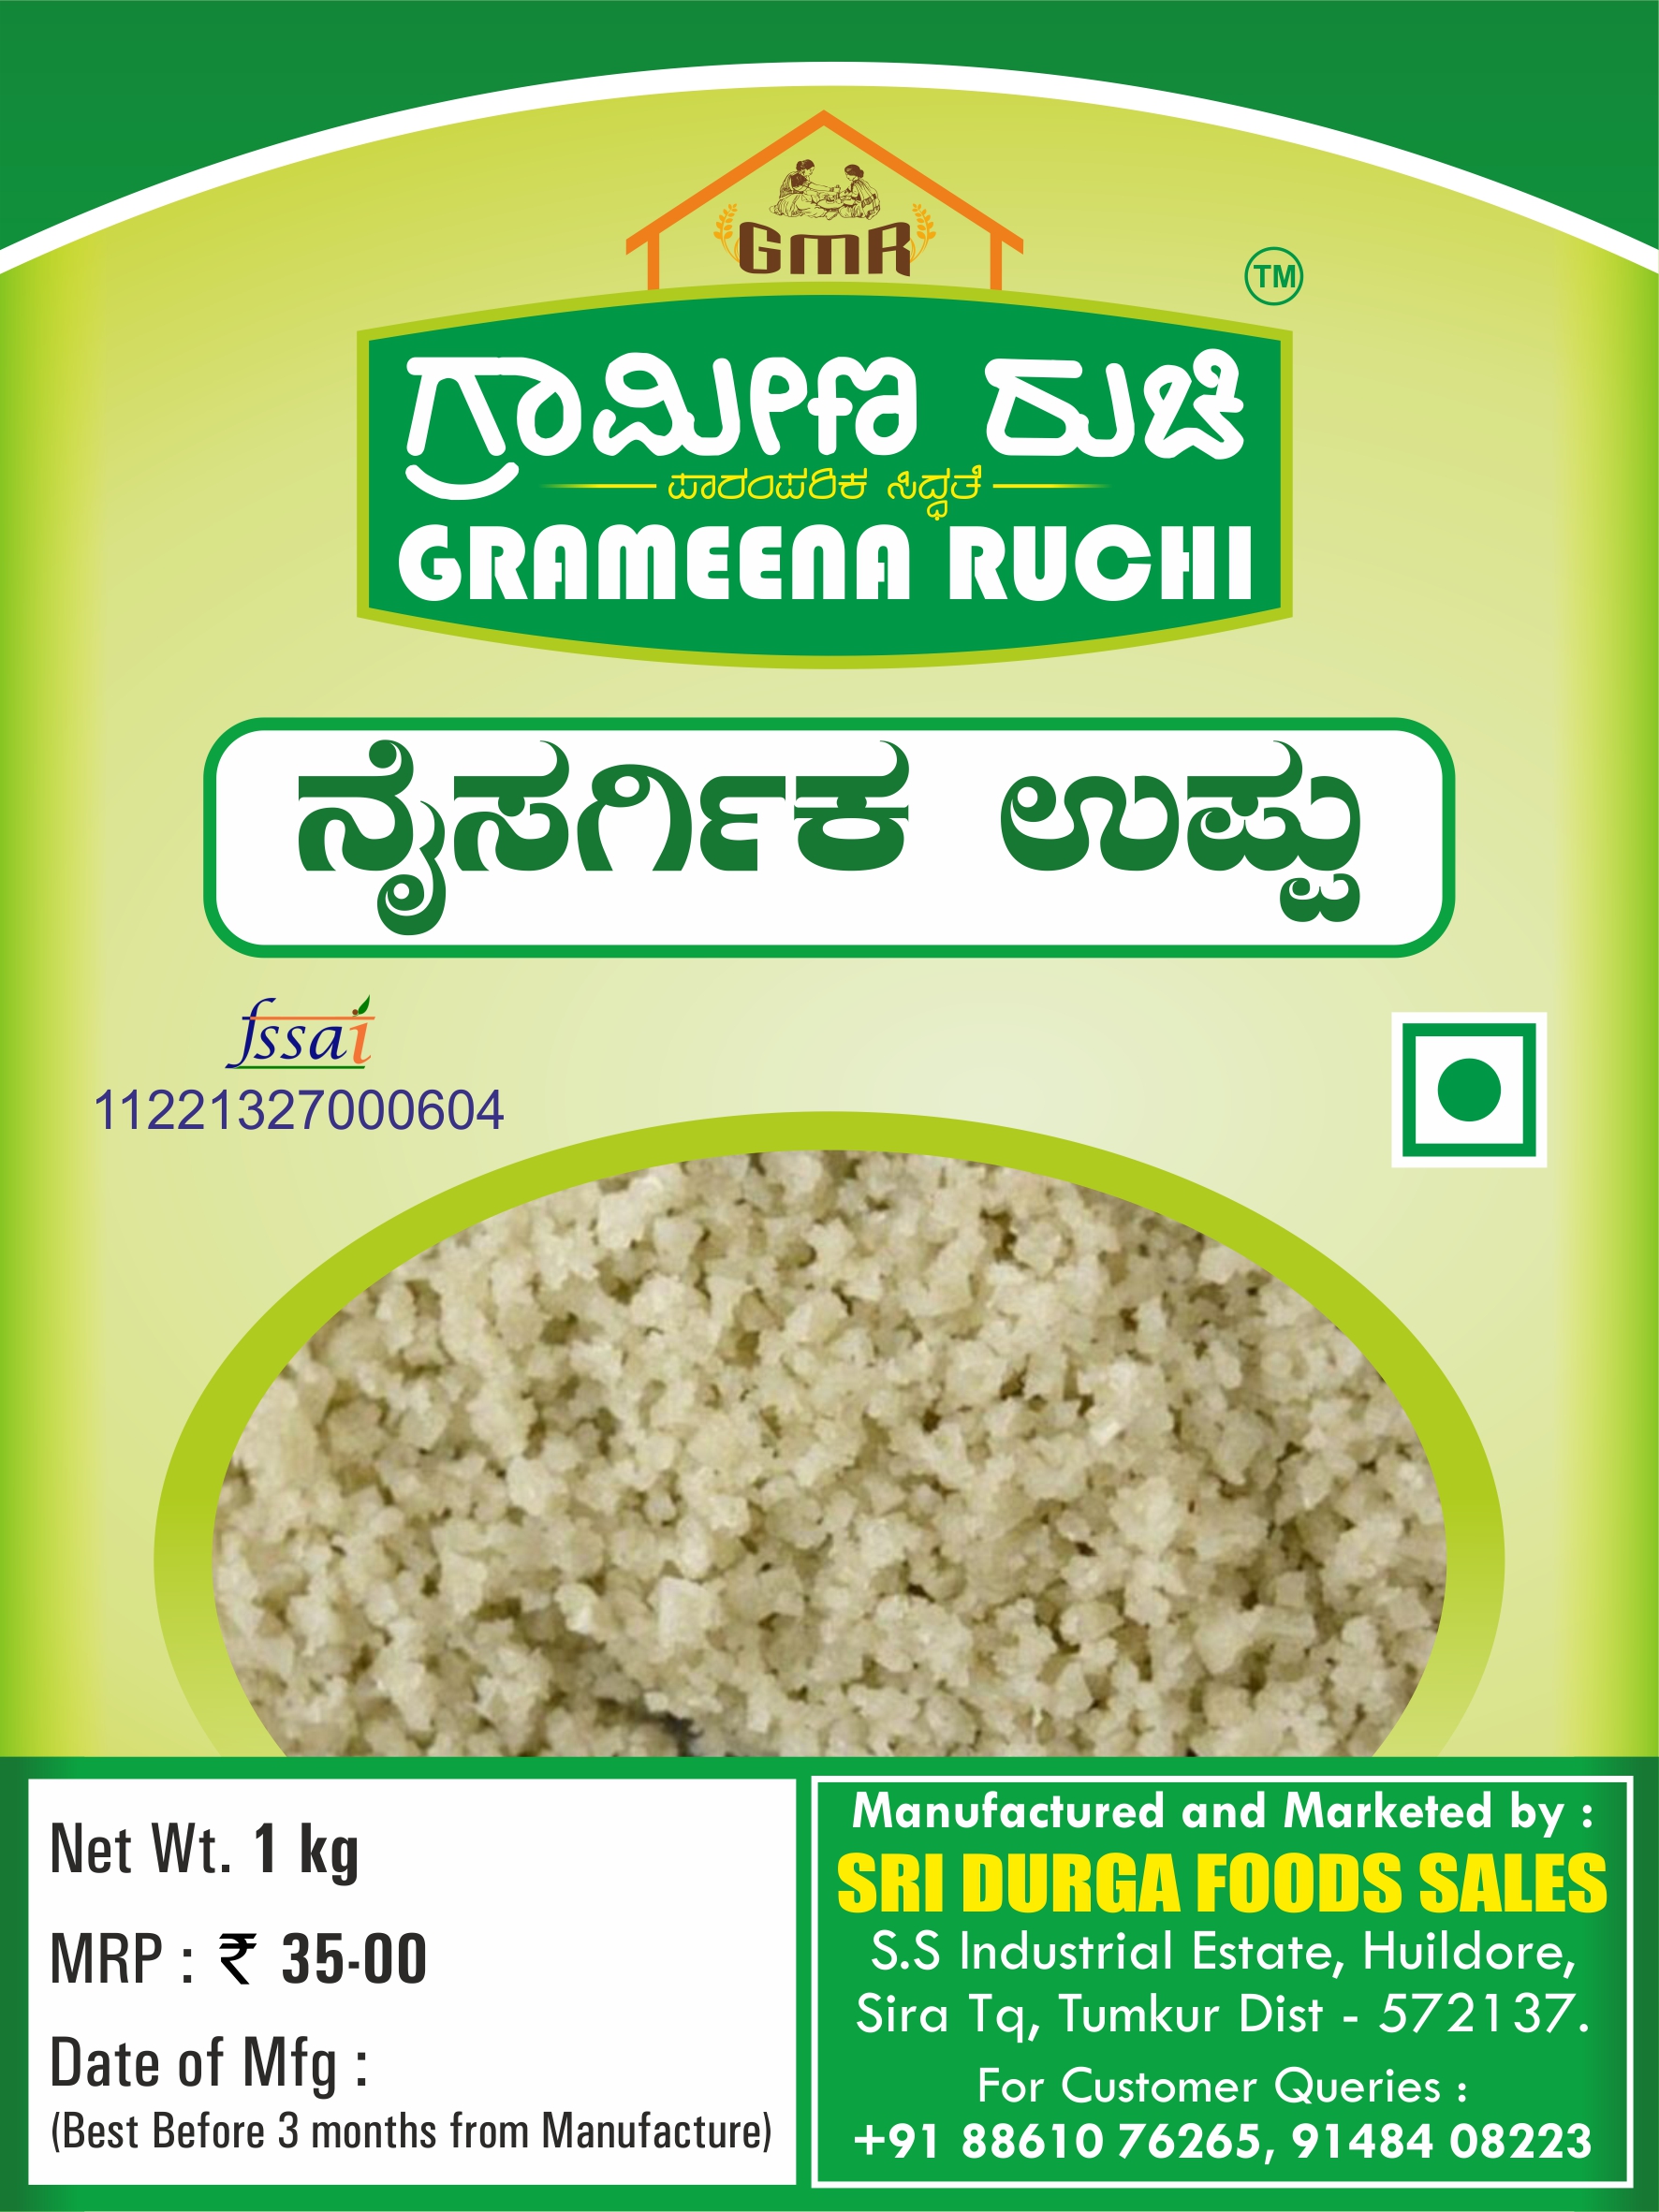 GMR
TM
ಗ್ರಾಮೀಣ ರುಚಿ
ಪಾರಂಪರಿಕ ಸಿದ್ಧತೆ
GRAMEENA RUCHI
ನೈಸರ್ಗಿಕ ಉಪ್ಪು
fssai
11221327000604
Net Wt. 1 kg
MRP : ₹ 35-00
Date of Mfg :
(Best Before 3 months from Manufacture)
Manufactured and Marketed by :
SRI DURGA FOODS SALES
S.S Industrial Estate, Huildore,
Sira Tq, Tumkur Dist - 572137.
For Customer Queries :
+91 88610 76265, 91484 08223